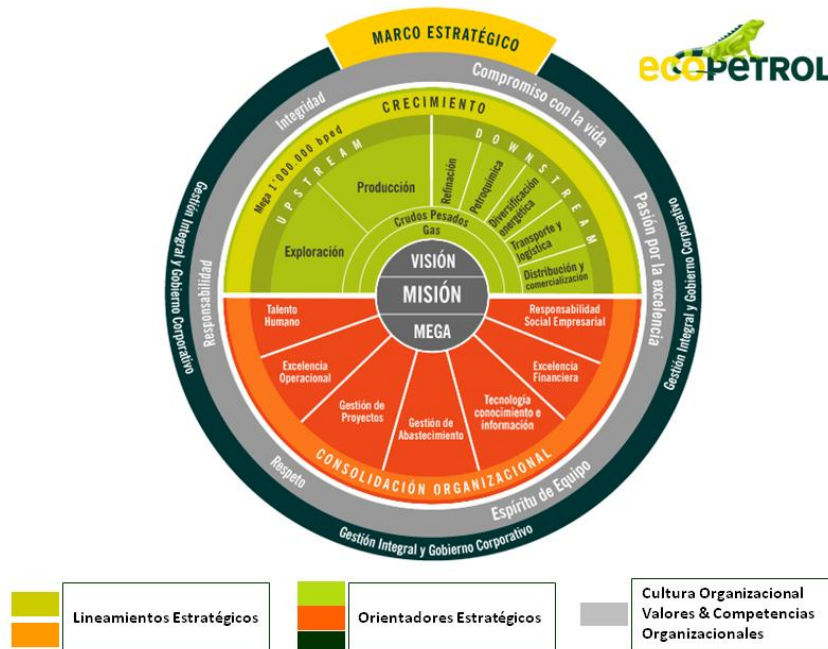 MARCO ESTRATÉGICO
ecoPETROL
Integridad
Compromiso con la vida
Pasión por la excelencia
Espíritu de Equipo
Respeto
Responsabilidad
Gestión Integral y Gobierno Corporativo
Gestión Integral y Gobierno Corporativo
Gestión Integral y Gobierno Corporativo
CRECIMIENTO
Mega 1'000.000 bped
UPSTREAM
DOWNSTREAM
Exploración
Producción
Refinación
Petroquímica
Diversificación
energética
Transporte y
logística
Distribución y
comercialización
Crudos Pesados
Gas
VISIÓN
MISIÓN
MEGA
Talento
Humano
Excelencia
Operacional
Gestión de
Proyectos
Gestión de
Abastecimiento
Tecnología
conocimiento e
información
Excelencia
Financiera
Responsabilidad
Social Empresarial
CONSOLIDACIÓN ORGANIZACIONAL
Lineamientos Estratégicos
Orientadores Estratégicos
Cultura Organizacional
Valores & Competencias
Organizacionales